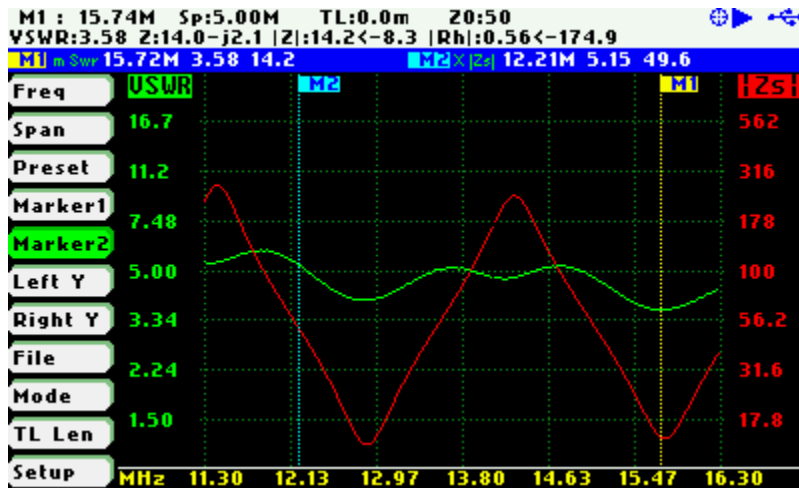 M1 : 15.74M Sp:5.00M TL:0.0m Z0:50
VSWR:3.58 Z:14.0-j2.1 |Z|:14.2<-8.3 |Rh|:0.56<-174.9
M1 m Swr 15.72M 3.58 14.2 M2 X |Zs| 12.21M 5.15 49.6
Freq VSWR M2 M1 |Zs|
Span 16.7 562
Preset 11.2 316
Marker1 7.48 178
Marker2
Left Y 5.00 100
Right Y 3.34 56.2
File 2.24 31.6
Mode
TL Len 1.50 17.8
Setup MHz 11.30 12.13 12.97 13.80 14.63 15.47 16.30